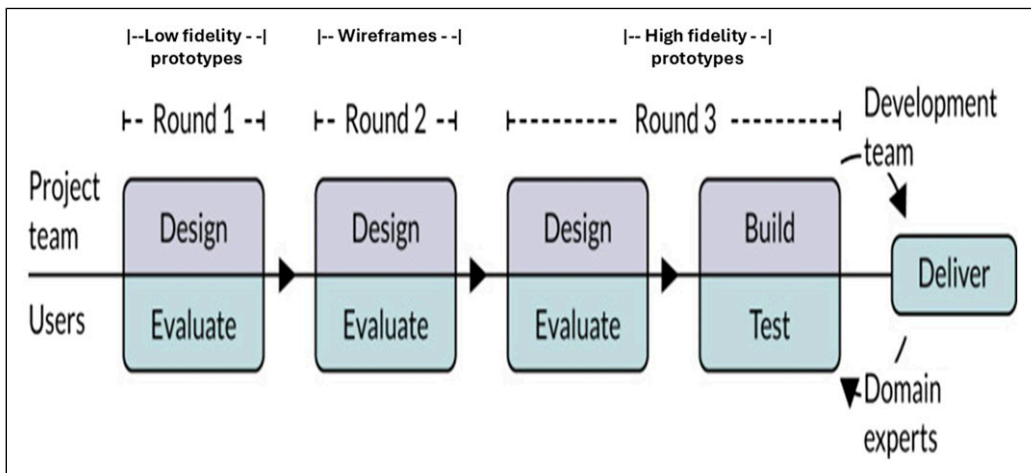 |--Low fidelity - -|
prototypes
|-- Wireframes - -|
|-- High fidelity - -|
prototypes
|-- Round 1 --|
|-- Round 2 --|
|--------- Round 3 ---------|
Development
team
Project
team
Design
Design
Design
Build
Deliver
Users
Evaluate
Evaluate
Evaluate
Test
Domain
experts